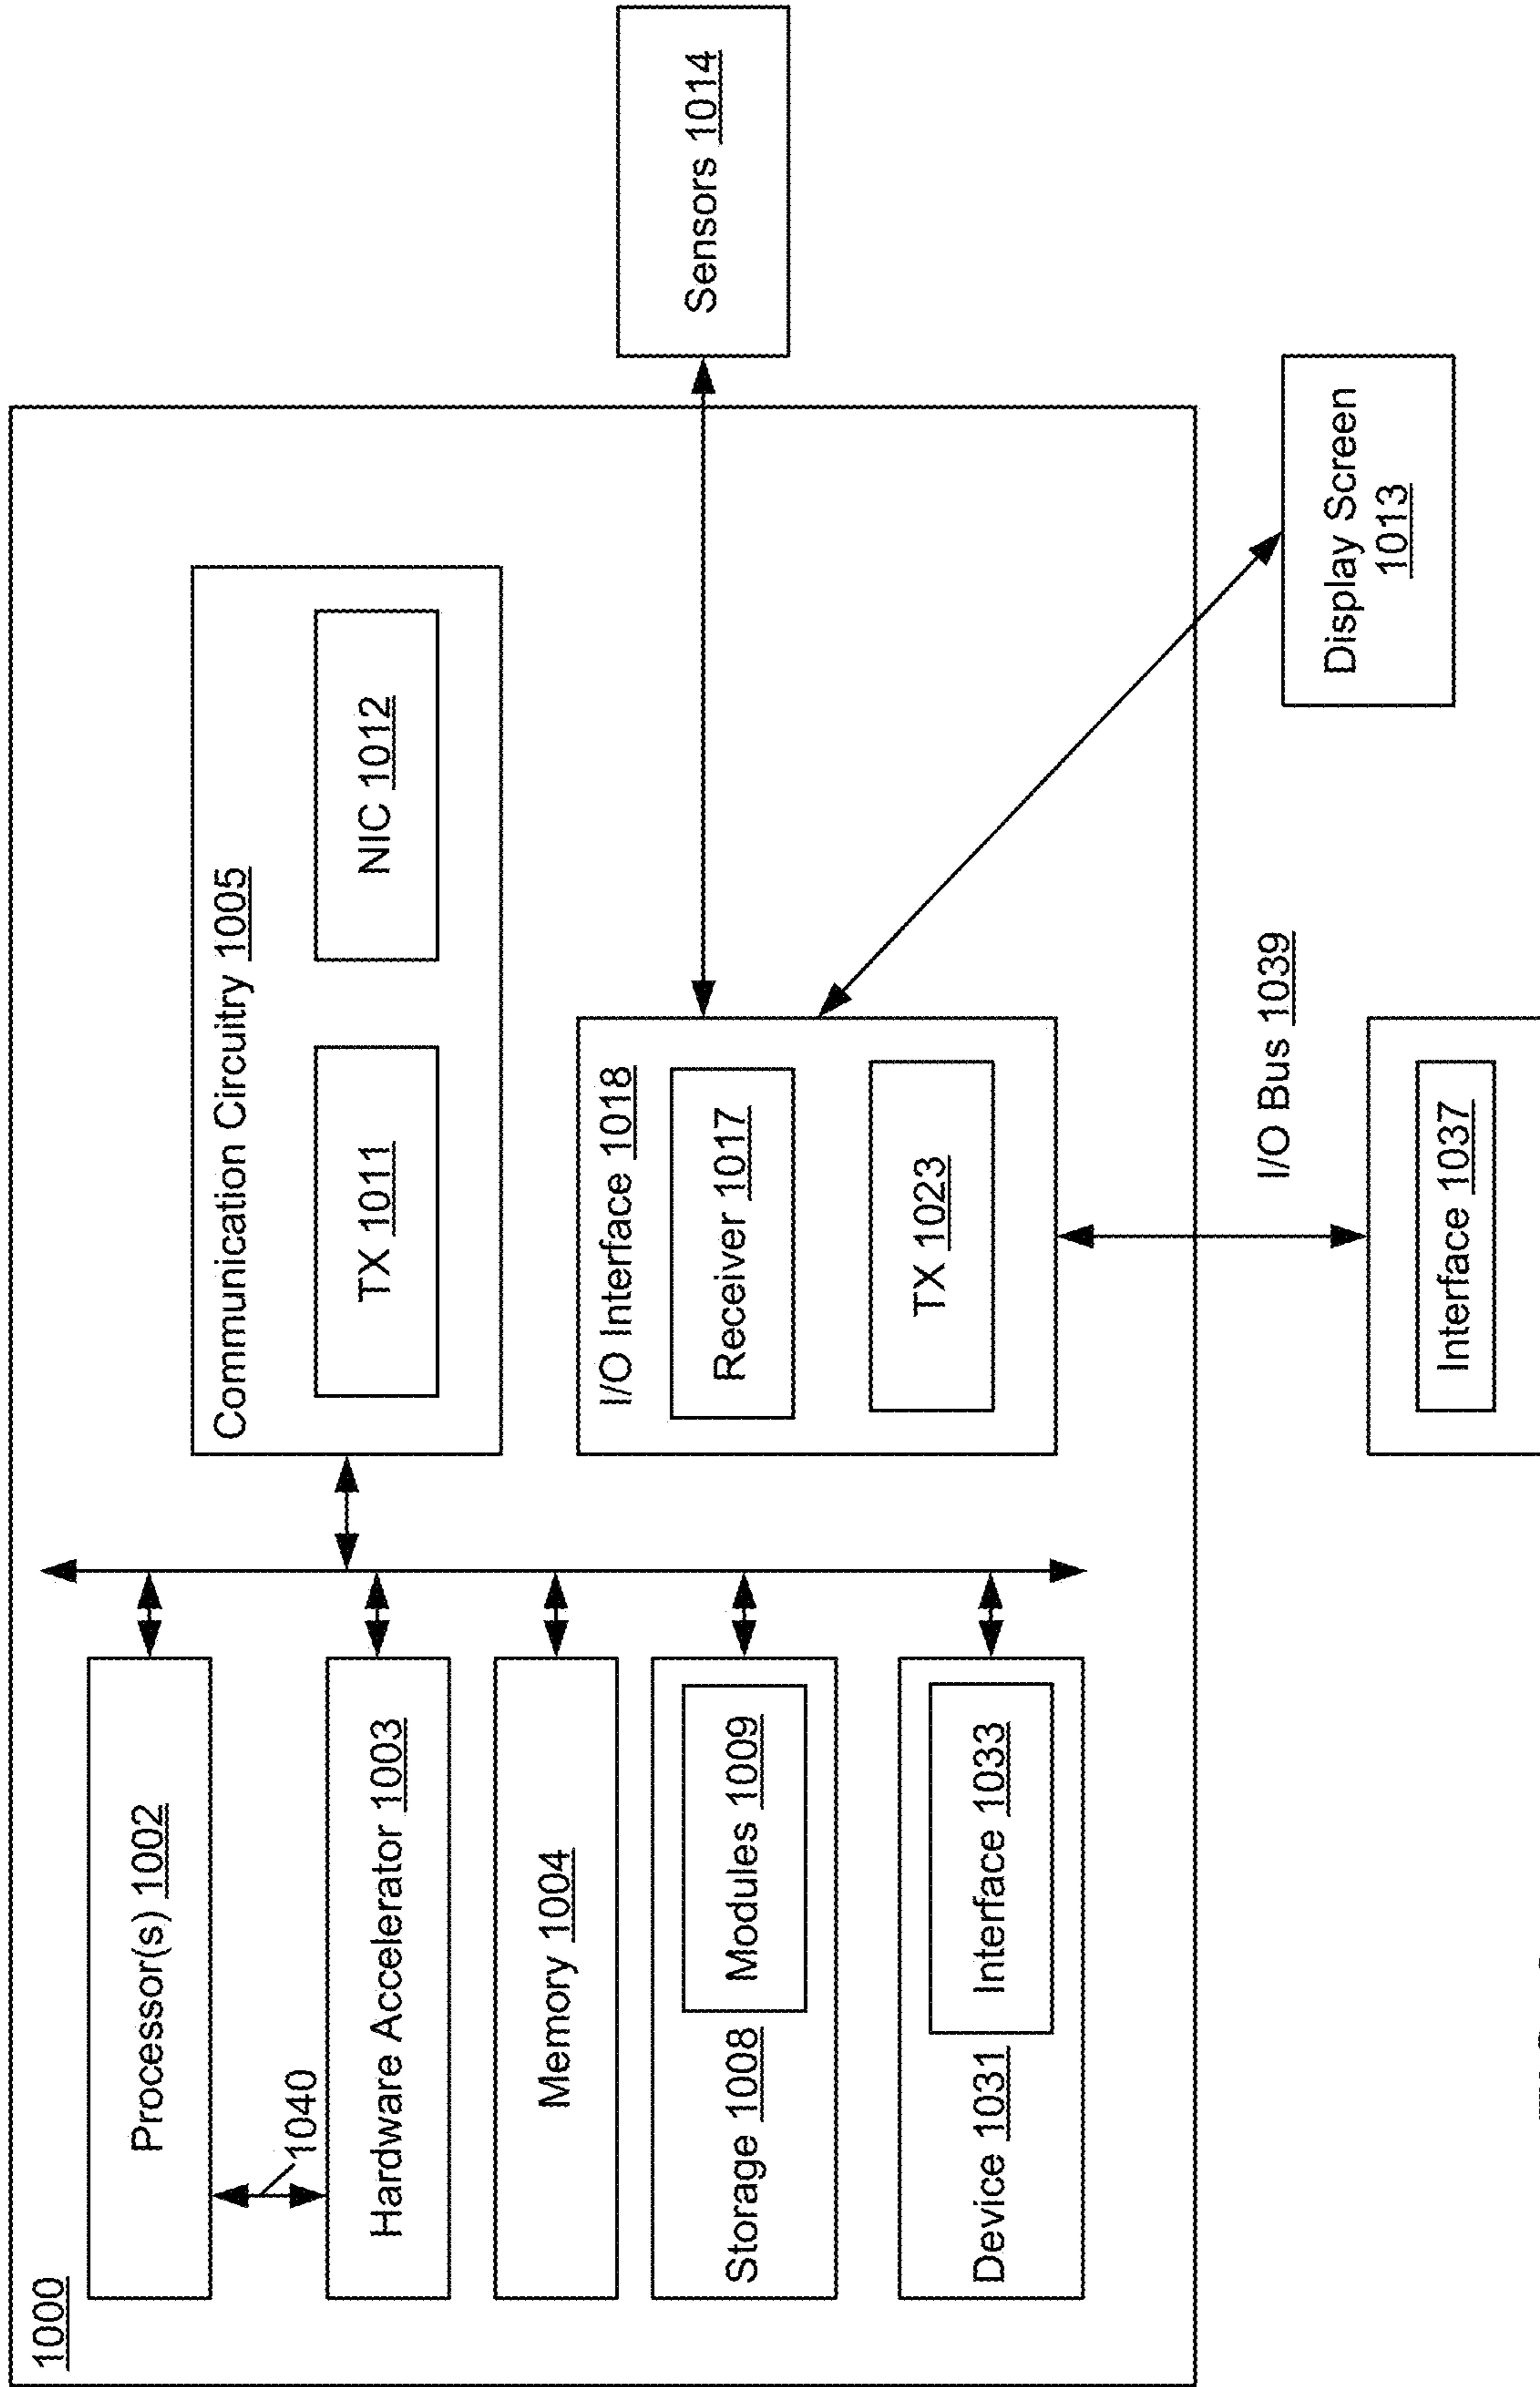 1000
Processor(s) 1002
1040
Hardware Accelerator 1003
Memory 1004
Storage 1008
Modules 1009
Device 1031
Interface 1033
Communication Circuitry 1005
TX 1011
NIC 1012
I/O Interface 1018
Receiver 1017
TX 1023
Sensors 1014
Display Screen
1013
I/O Bus 1039
Interface 1037